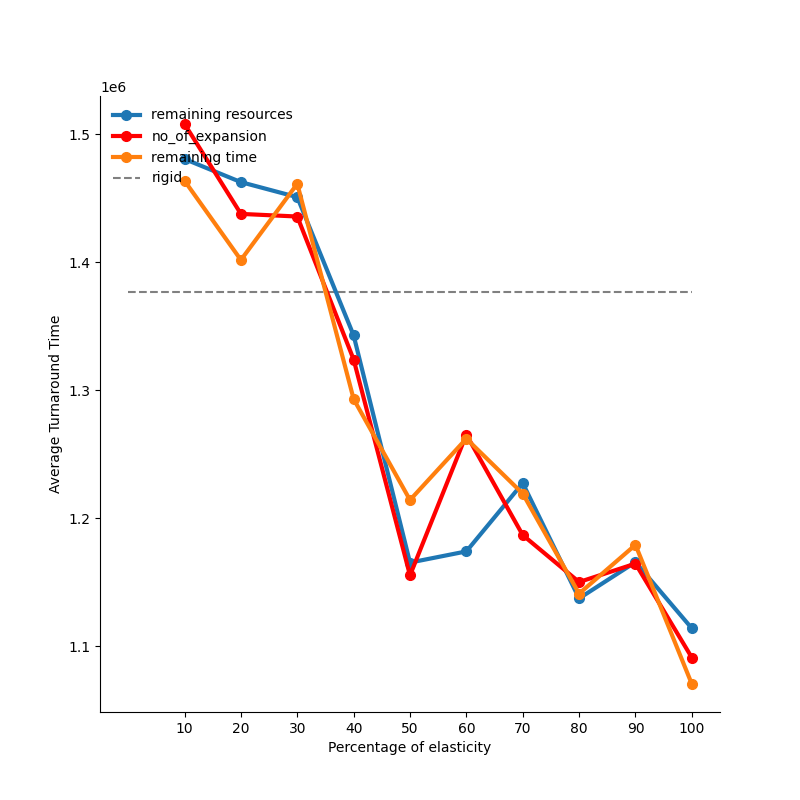 1e6
remaining resources
no_of_expansion
remaining time
rigid
1.5
1.4
1.3
1.2
1.1
Average Turnaround Time
10 20 30 40 50 60 70 80 90 100
Percentage of elasticity